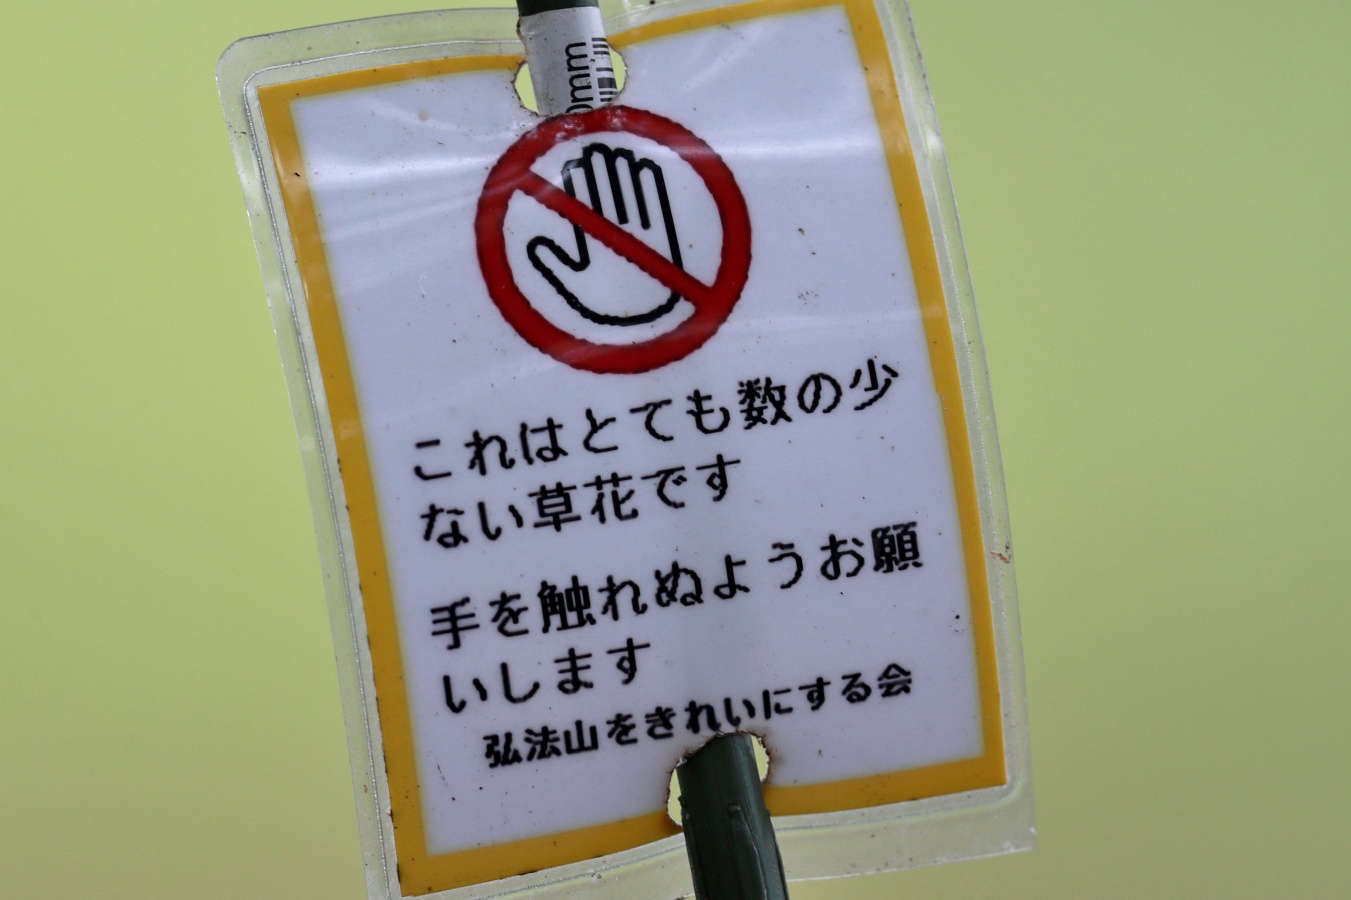 0mm
これはとても数の少
ない草花です
手を触れぬようお願
いします
弘法山をきれいにする会